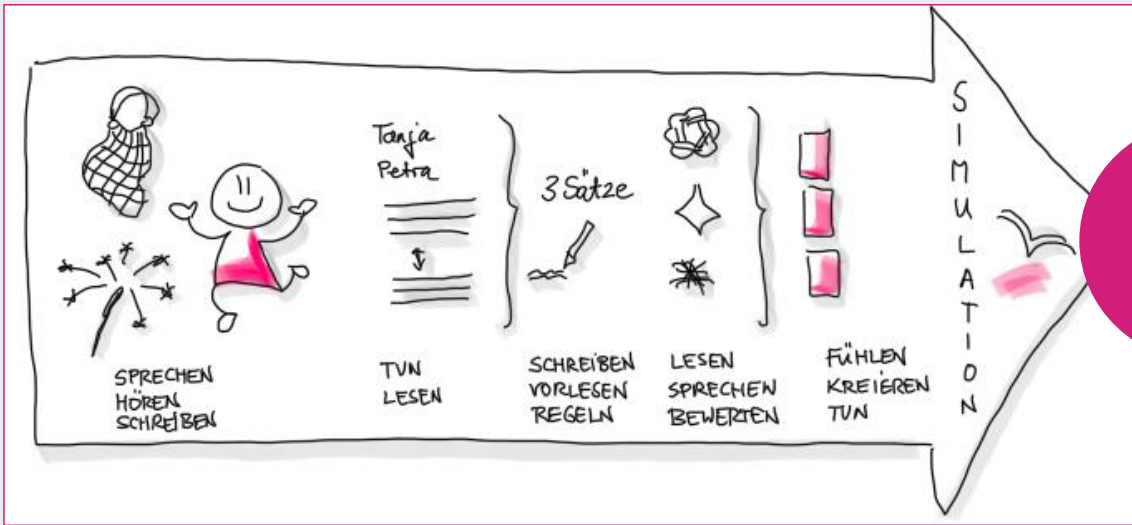 Tanja
Petra
3 Sätze
SPRECHEN
HÖREN
SCHREIBEN
TUN
LESEN
SCHREIBEN
VORLESEN
REGELN
LESEN
SPRECHEN
BEWERTEN
FÜHLEN
KREIEREN
TUN
SIMULATION